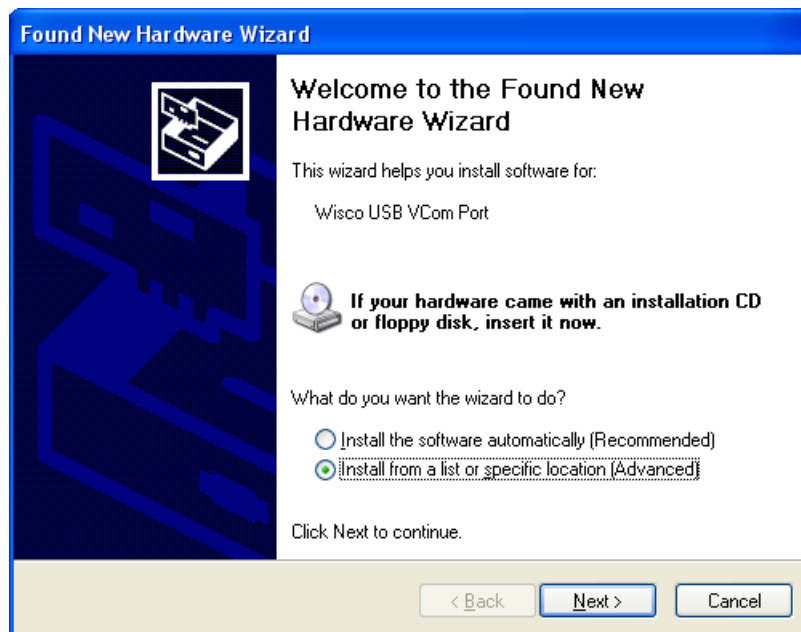 Found New Hardware Wizard
Welcome to the Found New
Hardware Wizard
This wizard helps you install software for:
Wisco USB VCom Port
If your hardware came with an installation CD
or floppy disk, insert it now.
What do you want the wizard to do?
Install the software automatically (Recommended)
Install from a list or specific location (Advanced)
Click Next to continue.
< Back
Next >
Cancel